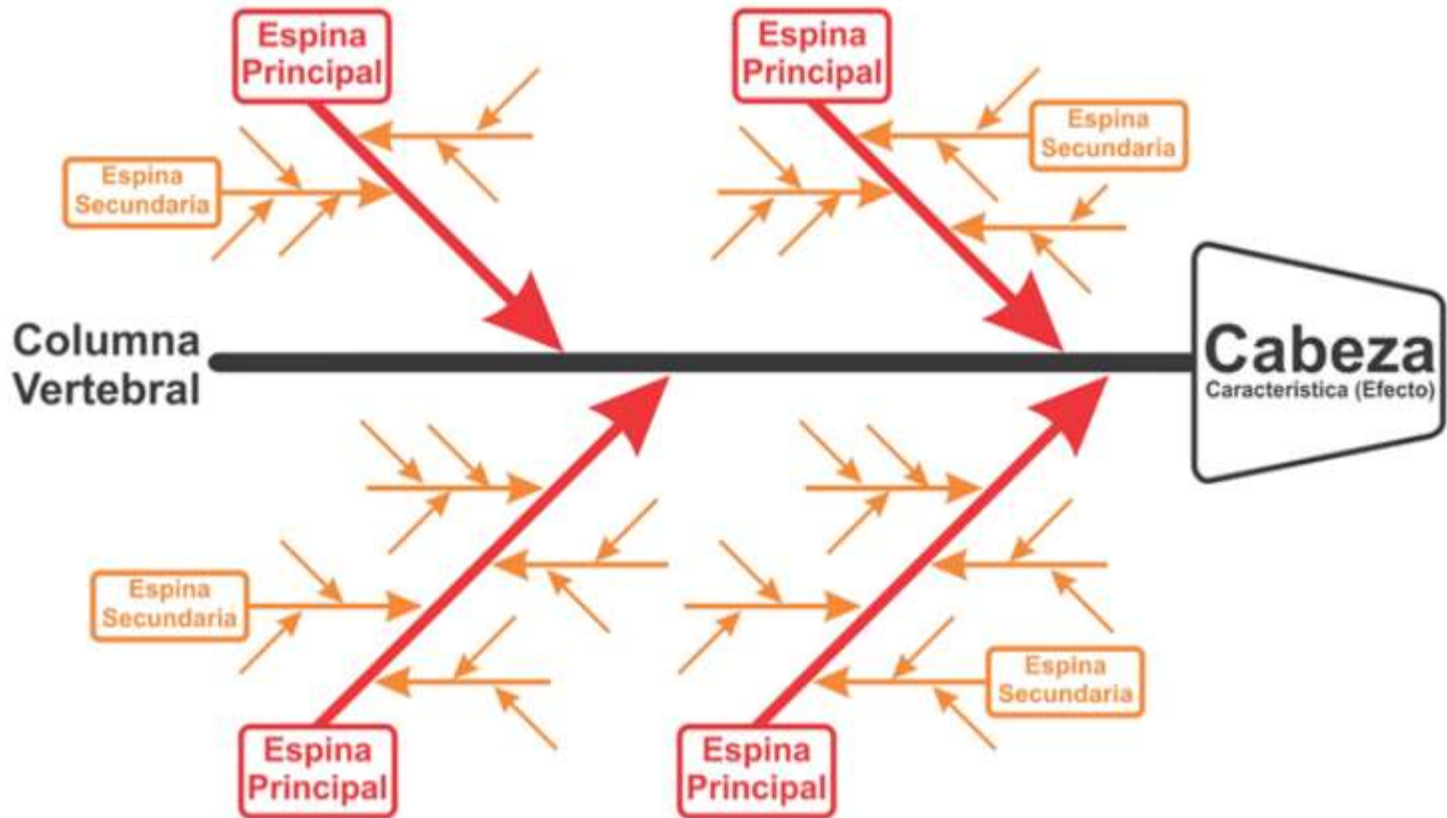 Espina
Principal
Espina
Principal
Espina
Secundaria
Espina
Secundaria
Columna
Vertebral
Cabeza
Característica (Efecto)
Espina
Secundaria
Espina
Secundaria
Espina
Principal
Espina
Principal